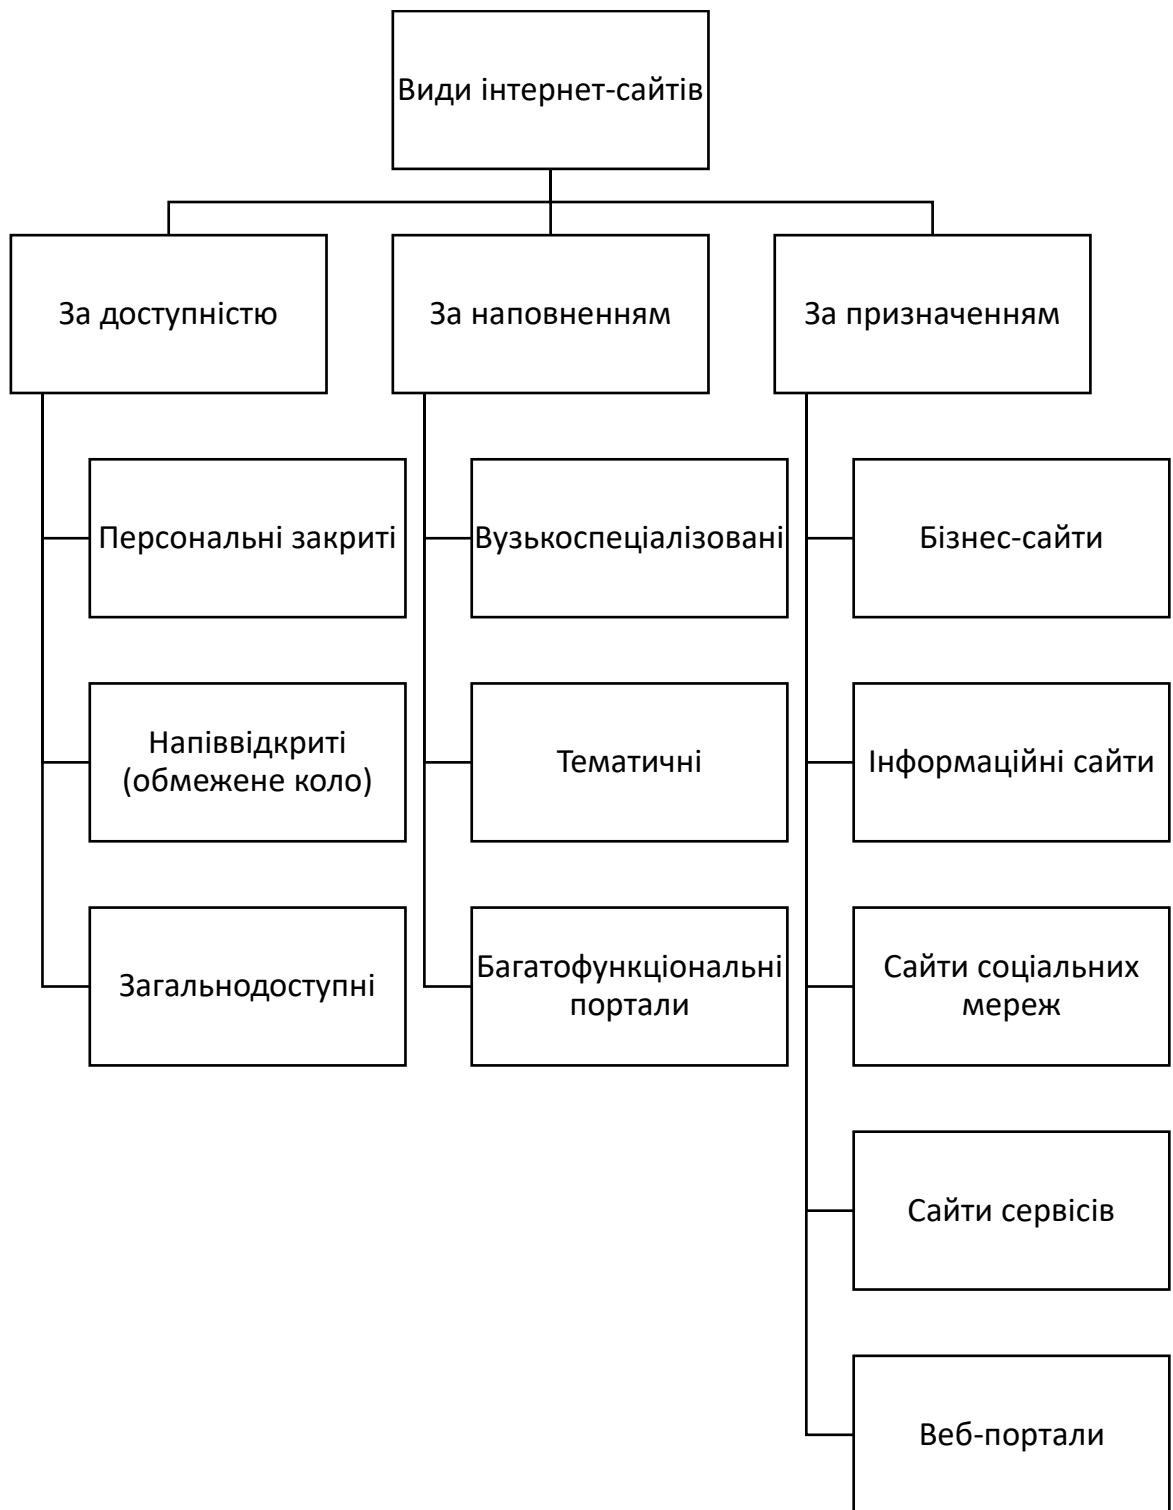 Види інтернет-сайтів
За доступністю
Персональні закриті
Напіввідкриті
(обмежене коло)
Загальнодоступні
За наповненням
Вузькоспеціалізовані
Тематичні
Багатофункціональні
портали
За призначенням
Бізнес-сайти
Інформаційні сайти
Сайти соціальних
мереж
Сайти сервісів
Веб-портали